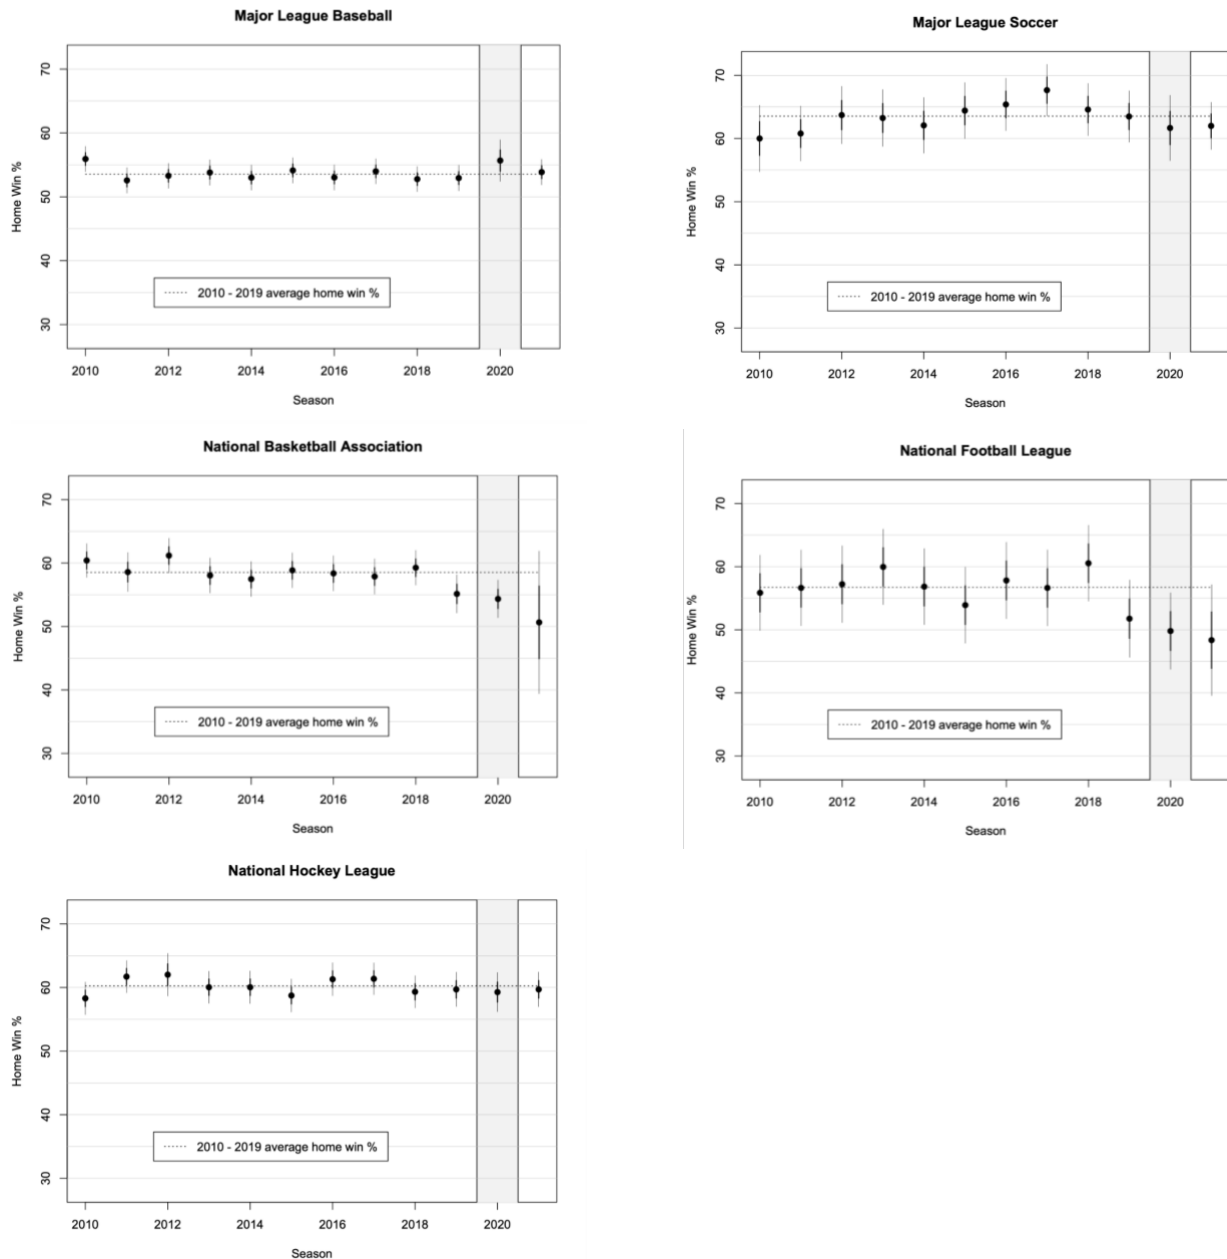 Major League Baseball
Home Win %
70
60
50
40
30
2010 - 2019 average home win %
2010 2012 2014 2016 2018 2020
Season
Major League Soccer
Home Win %
70
60
50
40
30
2010 - 2019 average home win %
2010 2012 2014 2016 2018 2020
Season
National Basketball Association
Home Win %
70
60
50
40
30
2010 - 2019 average home win %
2010 2012 2014 2016 2018 2020
Season
National Football League
Home Win %
70
60
50
40
30
2010 - 2019 average home win %
2010 2012 2014 2016 2018 2020
Season
National Hockey League
Home Win %
70
60
50
40
30
2010 - 2019 average home win %
2010 2012 2014 2016 2018 2020
Season